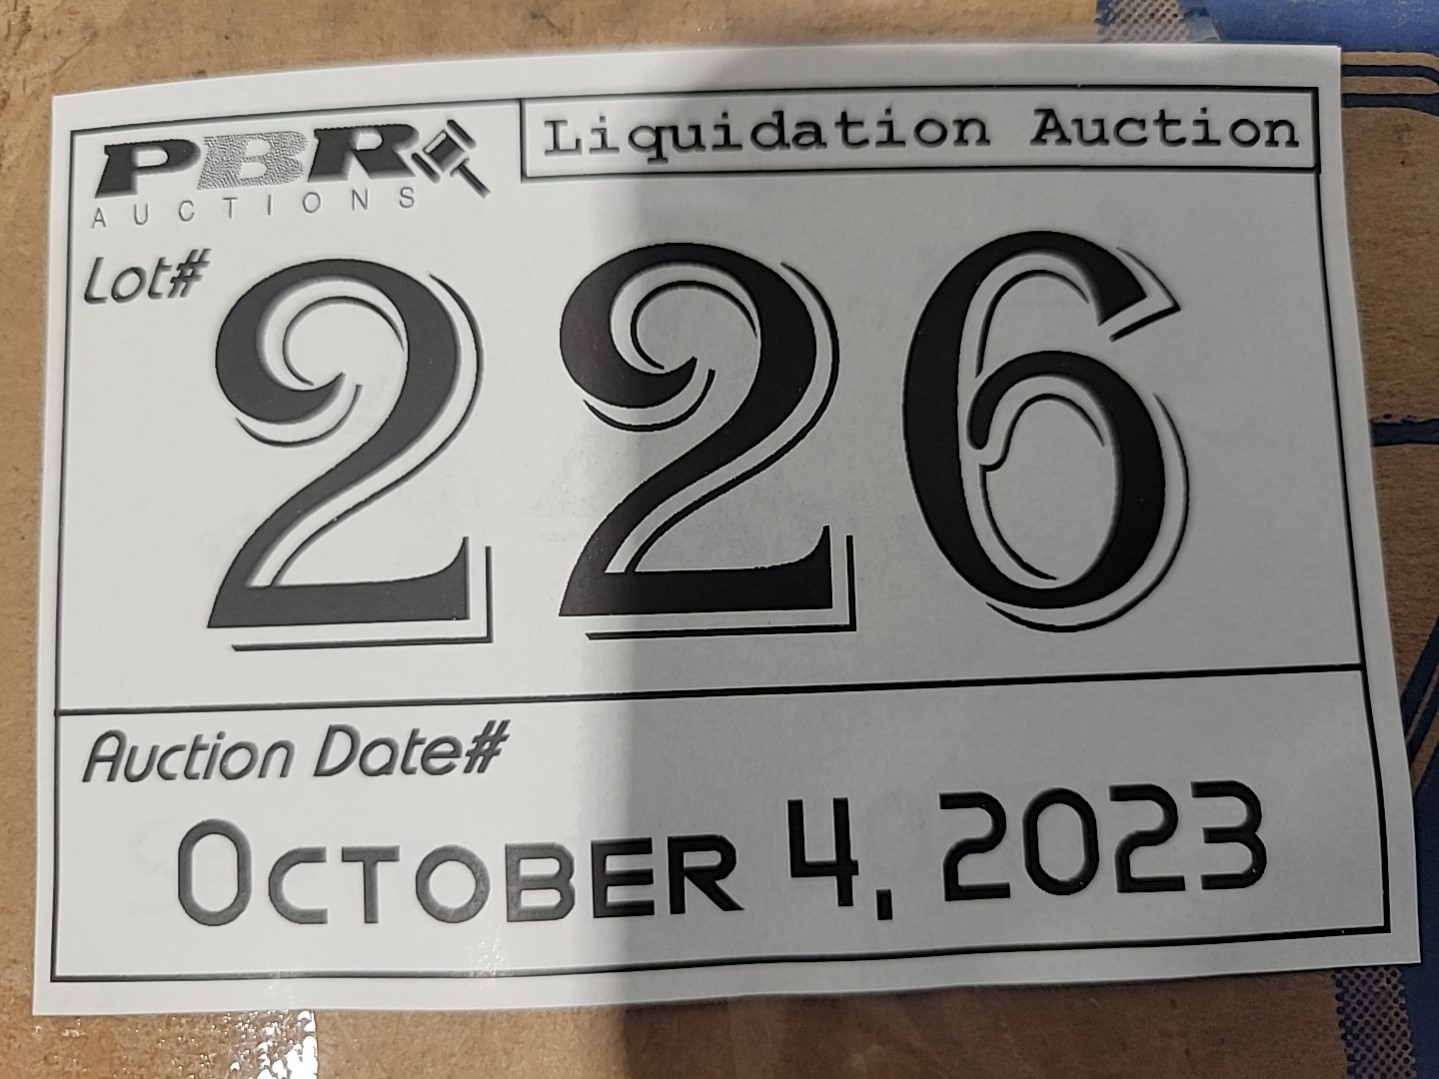 PBR
AUCTIONS
Liquidation Auction
Lot#
226
Auction Date#
OCTOBER 4, 2023